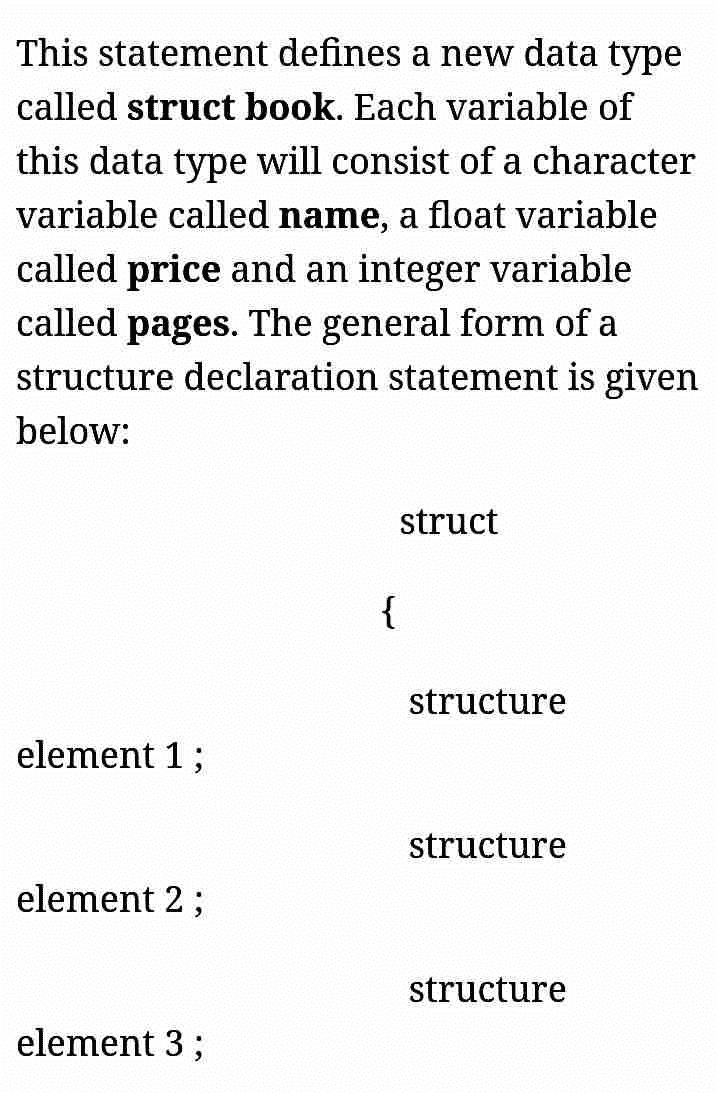 This statement defines a new data type
called struct book. Each variable of
this data type will consist of a character
variable called name, a float variable
called price and an integer variable
called pages. The general form of a
structure declaration statement is given
below:
struct
{
structure
element 1 ;
structure
element 2 ;
structure
element 3 ;